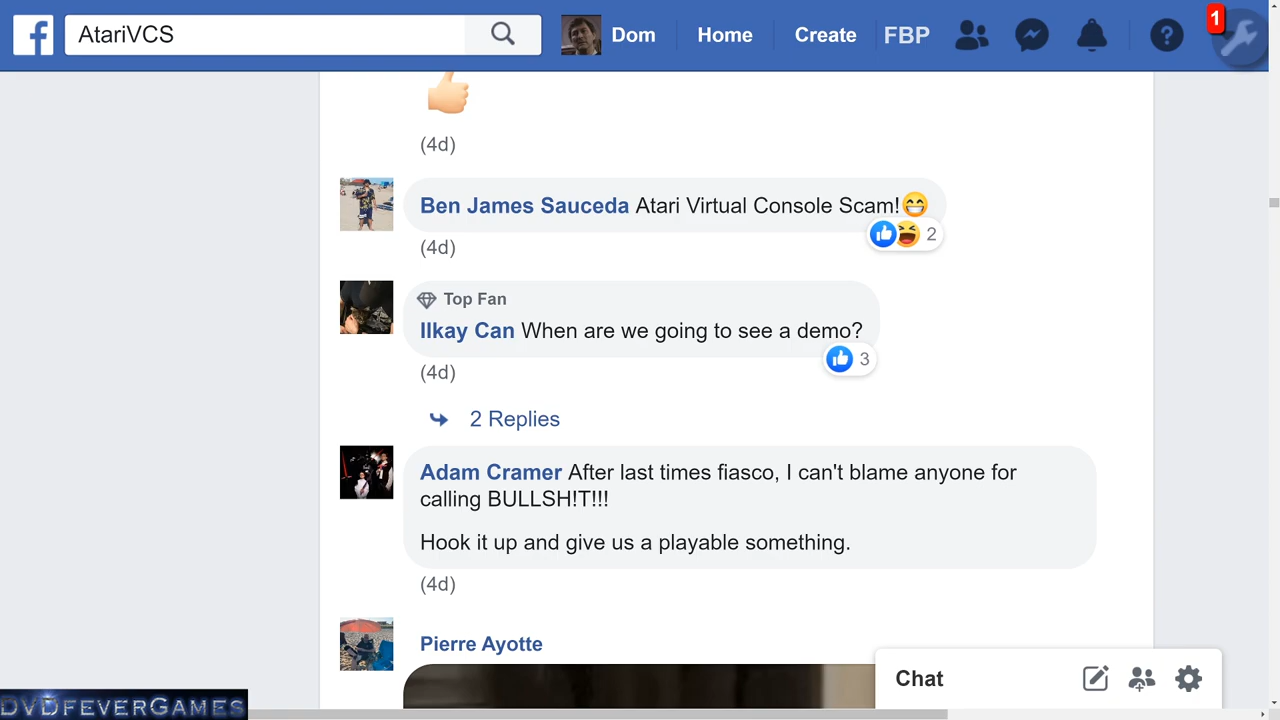 AtariVCS
Dom
Home
Create
FBP
1
(4d)
Ben James Sauceda Atari Virtual Console Scam!😁
2
(4d)
Top Fan
Ilkay Can When are we going to see a demo?
3
(4d)
2 Replies
Adam Cramer After last times fiasco, I can't blame anyone for
calling BULLSH!T!!!
Hook it up and give us a playable something.
(4d)
Pierre Ayotte
Chat
DVDFEVERGAMES